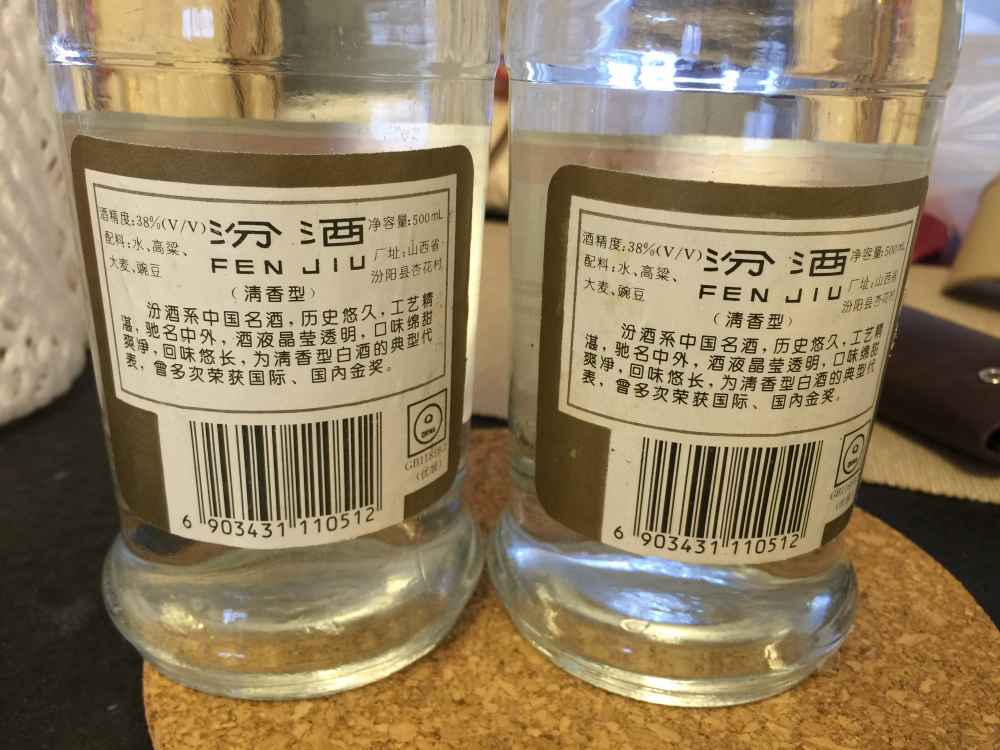 酒精度:38%(V/V)
配料:水、高粱、
大麦、豌豆
汾酒
FEN JIU
净容量:500mL
厂址:山西省
汾阳县杏花村
(清香型)
汾酒系中国名酒,历史悠久,工艺精
湛,驰名中外,酒液晶莹透明,口味绵甜
爽净,回味悠长,为清香型白酒的典型代
表,曾多次荣获国际、国内金奖。
(优级)
6 903431 110512
酒精度:38%(V/V)
配料:水、高粱、
大麦、豌豆
汾酒
FEN JIU
净容量:500mL
厂址:山西省
汾阳县杏花村
(清香型)
汾酒系中国名酒,历史悠久,工艺精
湛,驰名中外,酒液晶莹透明,口味绵甜
爽净,回味悠长,为清香型白酒的典型代
表,曾多次荣获国际、国内金奖。
6 903431 110512